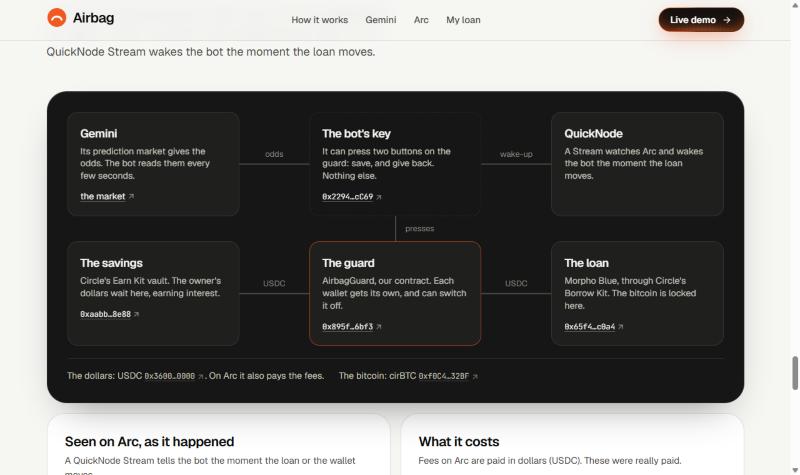 Airbag
How it works
Gemini
Arc
My loan
Live demo →
QuickNode Stream wakes the bot the moment the loan moves.
Gemini
Its prediction market gives the
odds. The bot reads them every
few seconds.
the market ↗
odds
The bot's key
It can press two buttons on the
guard: save, and give back.
Nothing else.
0x2294…cC69 ↗
wake-up
QuickNode
A Stream watches Arc and wakes
the bot the moment the loan
moves.
presses
The savings
Circle's Earn Kit vault. The owner's
dollars wait here, earning interest.
0xaabb…8e88 ↗
USDC
The guard
AirbagGuard, our contract. Each
wallet gets its own, and can switch
it off.
0x895f…6bf3 ↗
USDC
The loan
Morpho Blue, through Circle's
Borrow Kit. The bitcoin is locked
here.
0x65f4…c0a4 ↗
The dollars: USDC 0x3600…0000 ↗. On Arc it also pays the fees.
The bitcoin: cirBTC 0xf0C4…32BF ↗
Seen on Arc, as it happened
A QuickNode Stream tells the bot the moment the loan or the wallet
moves.
What it costs
Fees on Arc are paid in dollars (USDC). These were really paid.